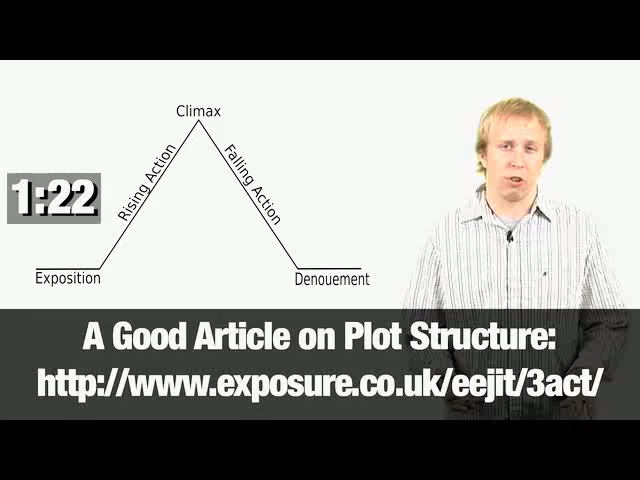 Climax
Rising Action
Falling Action
1:22
Exposition
Denouement
A Good Article on Plot Structure:
http://www.exposure.co.uk/eejit/3act/